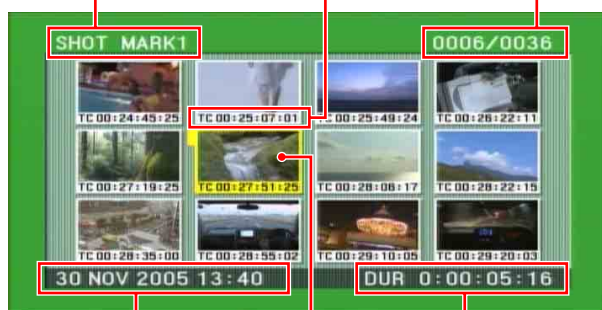 SHOT MARK1 0006/0036
TC 00:24:45:25 TC 00:25:07:01 TC 00:25:49:24 TC 00:26:22:11
TC 00:27:19:25 TC 00:27:51:25 TC 00:28:06:17 TC 00:28:22:15
TC 00:28:35:00 TC 00:28:55:02 TC 00:29:10:05 TC 00:29:20:03
30 NOV 2005 13:40 DUR 0:00:05:16